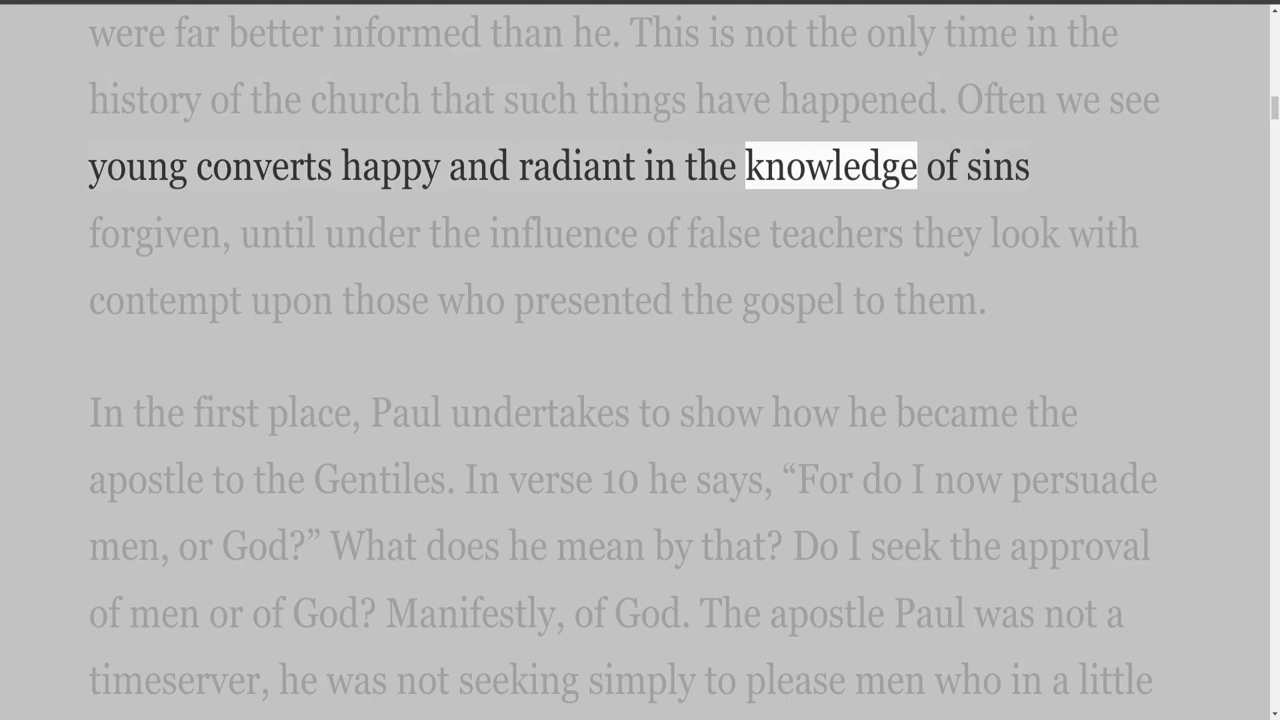 were far better informed than he. This is not the only time in the
history of the church that such things have happened. Often we see
young converts happy and radiant in the knowledge of sins
forgiven, until under the influence of false teachers they look with
contempt upon those who presented the gospel to them.
In the first place, Paul undertakes to show how he became the
apostle to the Gentiles. In verse 10 he says, “For do I now persuade
men, or God?” What does he mean by that? Do I seek the approval
of men or of God? Manifestly, of God. The apostle Paul was not a
timeserver, he was not seeking simply to please men who in a little